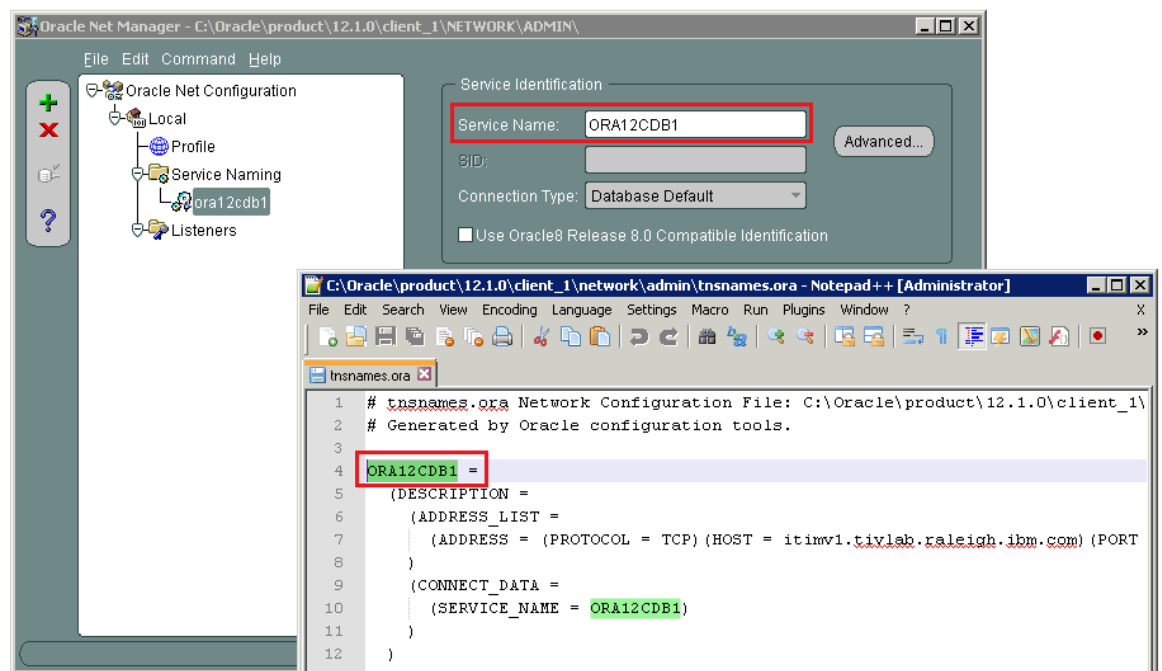 Oracle Net Manager - C:\Oracle\product\12.1.0\client_1\NETWORK\ADMIN\
File Edit Command Help
Oracle Net Configuration
Local
Profile
Service Naming
ora12cdb1
Listeners
Service Identification
Service Name: ORA12CDB1
SID:
Connection Type: Database Default
Use Oracle8 Release 8.0 Compatible Identification
Advanced...
C:\Oracle\product\12.1.0\client_1\network\admin\tnsnames.ora - Notepad++ [Administrator]
File Edit Search View Encoding Language Settings Macro Run Plugins Window ? X
tnsnames.ora
1 # tnsnames.ora Network Configuration File: C:\Oracle\product\12.1.0\client_1\
2 # Generated by Oracle configuration tools.
3
4 ORA12CDB1 =
5 (DESCRIPTION =
6 (ADDRESS_LIST =
7 (ADDRESS = (PROTOCOL = TCP)(HOST = itimv1.tivlab.raleigh.ibm.com)(PORT
8 )
9 (CONNECT_DATA =
10 (SERVICE_NAME = ORA12CDB1)
11 )
12 )